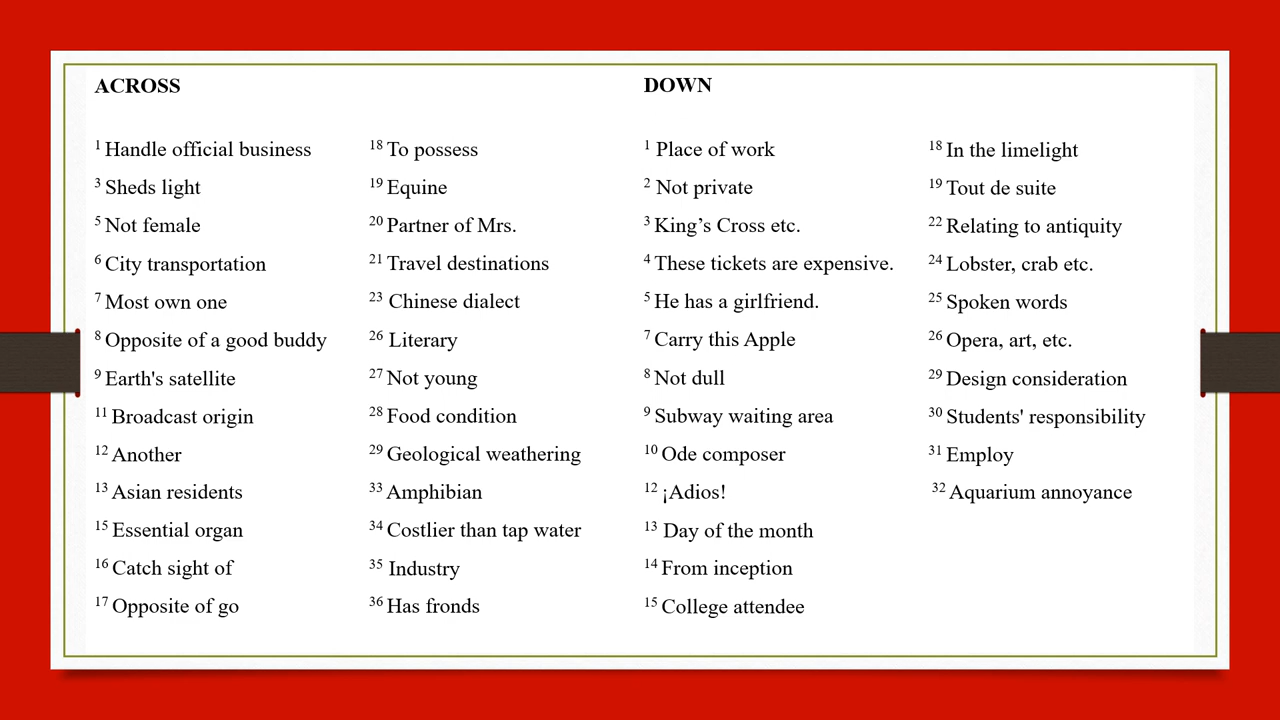 ACROSS
1 Handle official business
3 Sheds light
5 Not female
6 City transportation
7 Most own one
8 Opposite of a good buddy
9 Earth's satellite
11 Broadcast origin
12 Another
13 Asian residents
15 Essential organ
16 Catch sight of
17 Opposite of go
18 To possess
19 Equine
20 Partner of Mrs.
21 Travel destinations
23 Chinese dialect
26 Literary
27 Not young
28 Food condition
29 Geological weathering
33 Amphibian
34 Costlier than tap water
35 Industry
36 Has fronds
DOWN
1 Place of work
2 Not private
3 King’s Cross etc.
4 These tickets are expensive.
5 He has a girlfriend.
7 Carry this Apple
8 Not dull
9 Subway waiting area
10 Ode composer
12 ¡Adios!
13 Day of the month
14 From inception
15 College attendee
18 In the limelight
19 Tout de suite
22 Relating to antiquity
24 Lobster, crab etc.
25 Spoken words
26 Opera, art, etc.
29 Design consideration
30 Students' responsibility
31 Employ
32 Aquarium annoyance